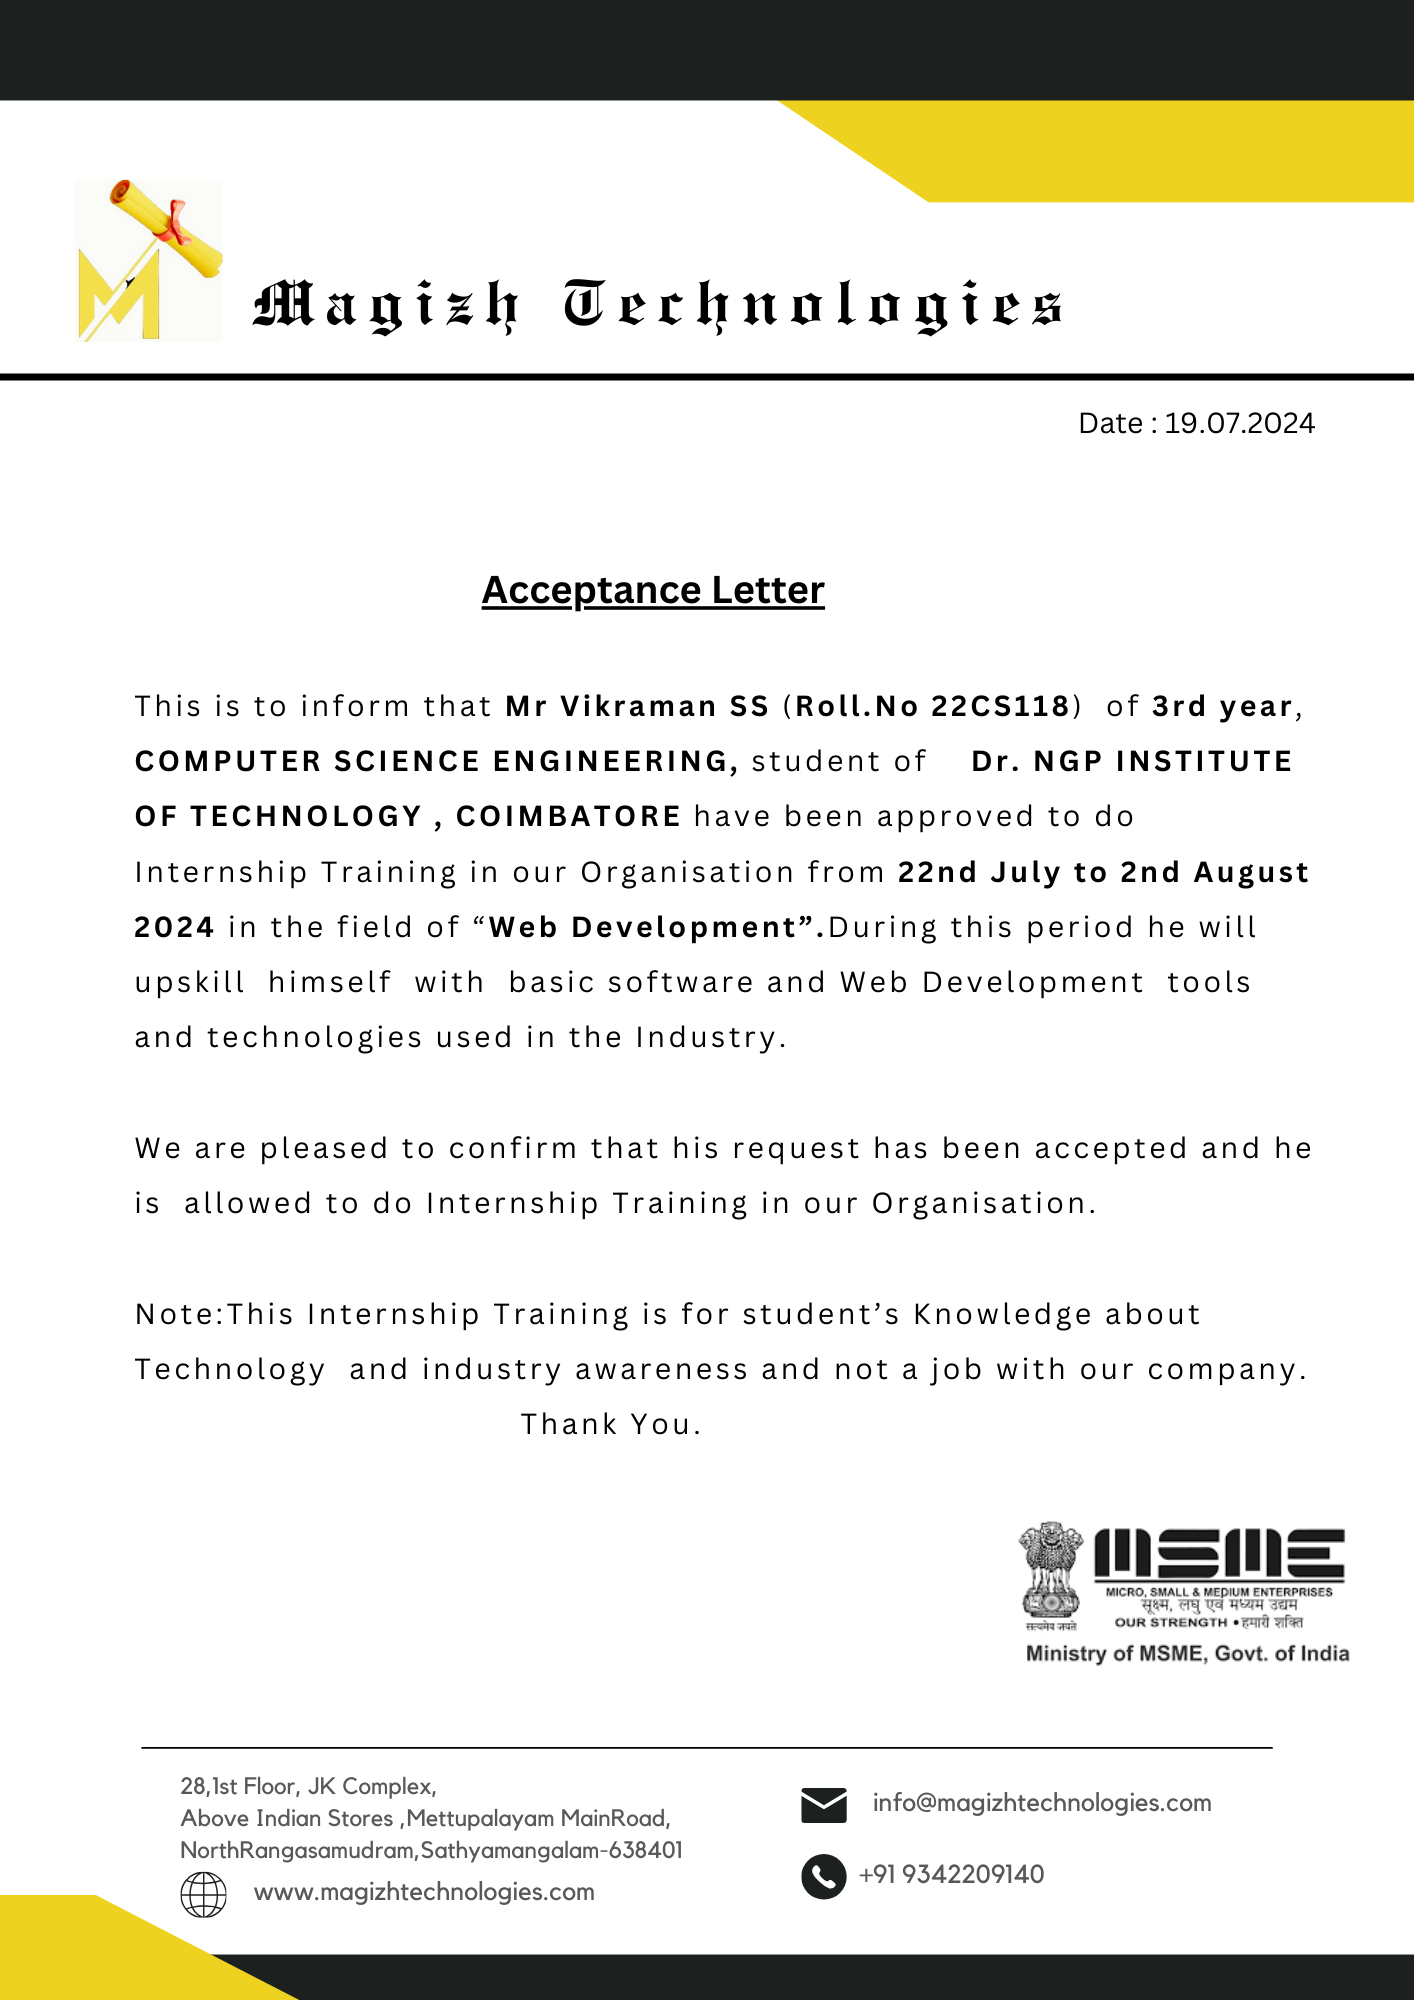 Magizh Technologies
Date : 19.07.2024
Acceptance Letter
This is to inform that Mr Vikraman SS (Roll.No 22CS118) of 3rd year,
COMPUTER SCIENCE ENGINEERING, student of Dr. NGP INSTITUTE
OF TECHNOLOGY , COIMBATORE have been approved to do
Internship Training in our Organisation from 22nd July to 2nd August
2024 in the field of “Web Development”.During this period he will
upskill himself with basic software and Web Development tools
and technologies used in the Industry.
We are pleased to confirm that his request has been accepted and he
is allowed to do Internship Training in our Organisation.
Note:This Internship Training is for student’s Knowledge about
Technology and industry awareness and not a job with our company.
Thank You.
MSME
MICRO, SMALL & MEDIUM ENTERPRISES
सूक्ष्म, लघु एवं मध्यम उद्यम
OUR STRENGTH • हमारी शक्ति
सत्यमेव जयते
Ministry of MSME, Govt. of India
28,1st Floor, JK Complex,
Above Indian Stores ,Mettupalayam MainRoad,
NorthRangasamudram,Sathyamangalam-638401
www.magizhtechnologies.com
info@magizhtechnologies.com
+91 9342209140